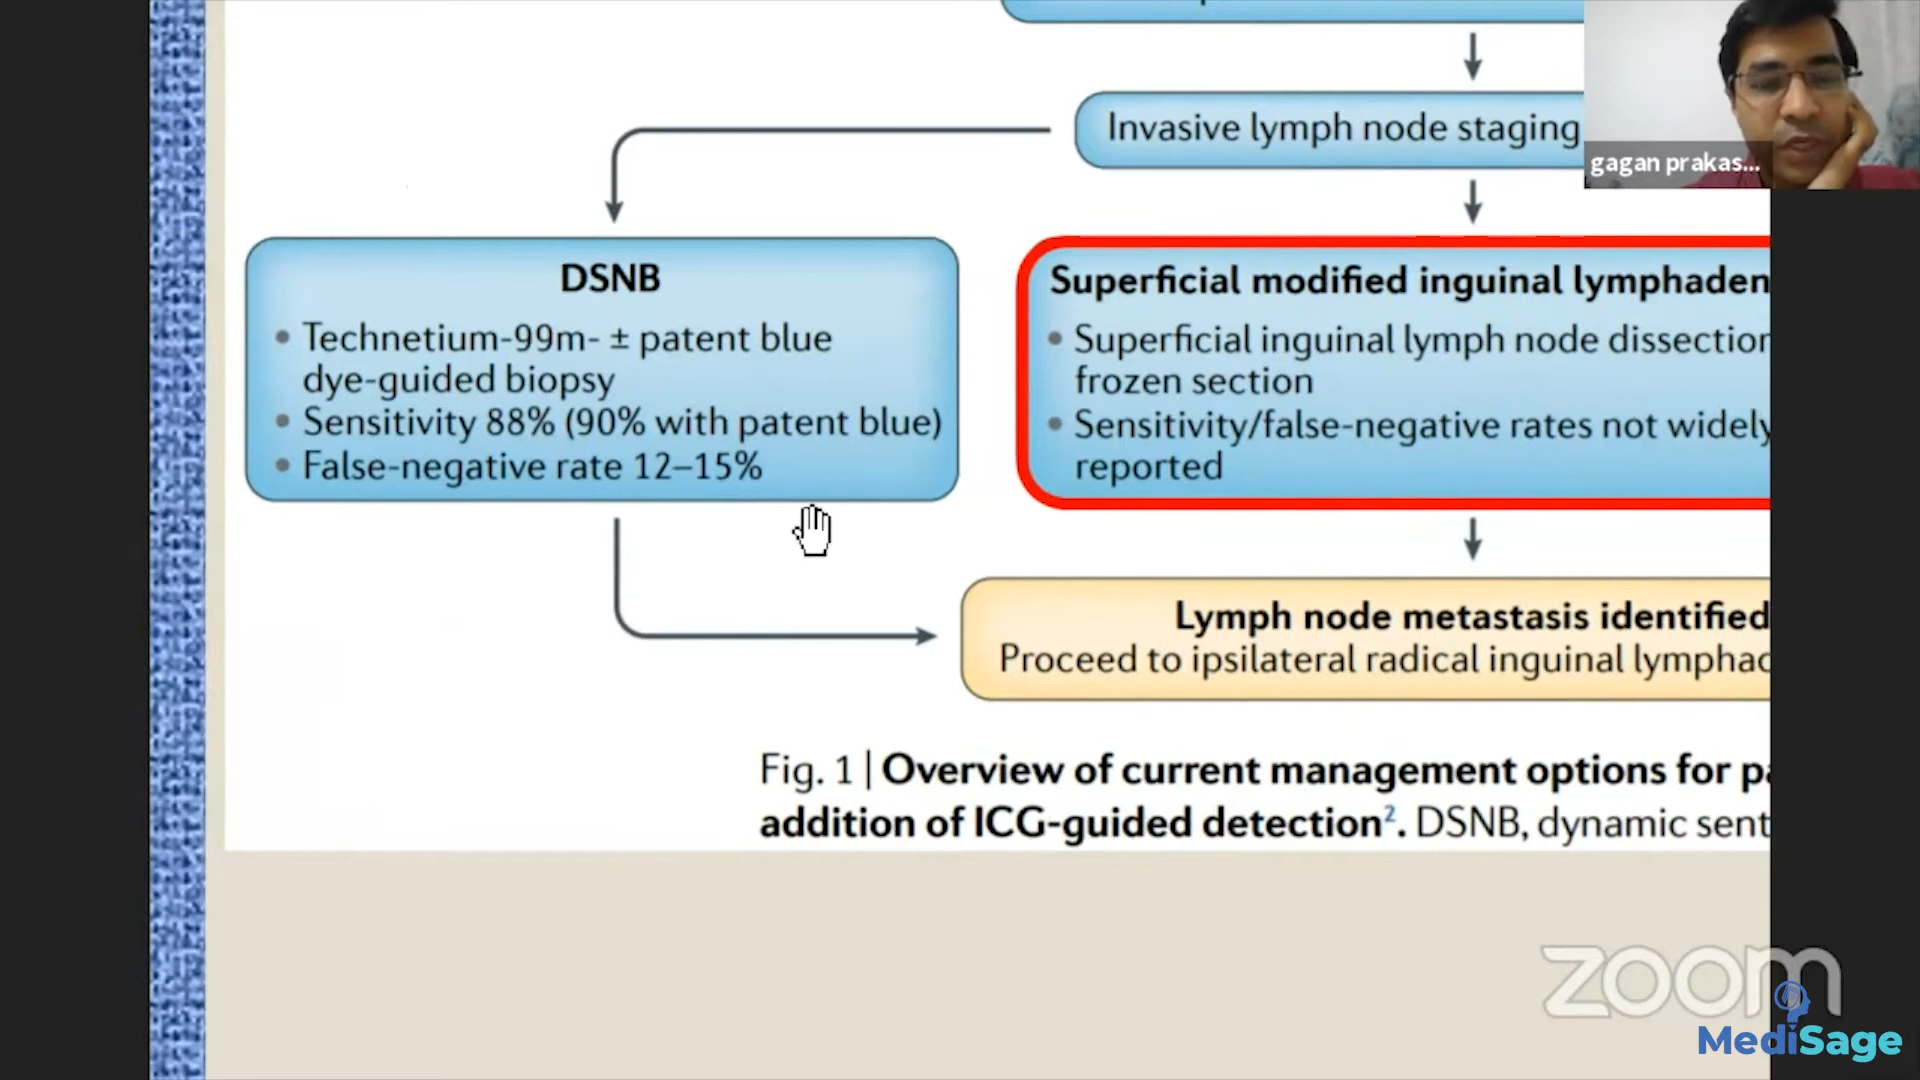 Invasive lymph node staging
gagan prakas...
DSNB
• Technetium-99m- ± patent blue
dye-guided biopsy
• Sensitivity 88% (90% with patent blue)
• False-negative rate 12–15%
Superficial modified inguinal lymphaden
• Superficial inguinal lymph node dissection
frozen section
• Sensitivity/false-negative rates not widely
reported
Lymph node metastasis identified
Proceed to ipsilateral radical inguinal lymphad
Fig. 1 | Overview of current management options for pa
addition of ICG-guided detection2. DSNB, dynamic sent
zoom
MediSage